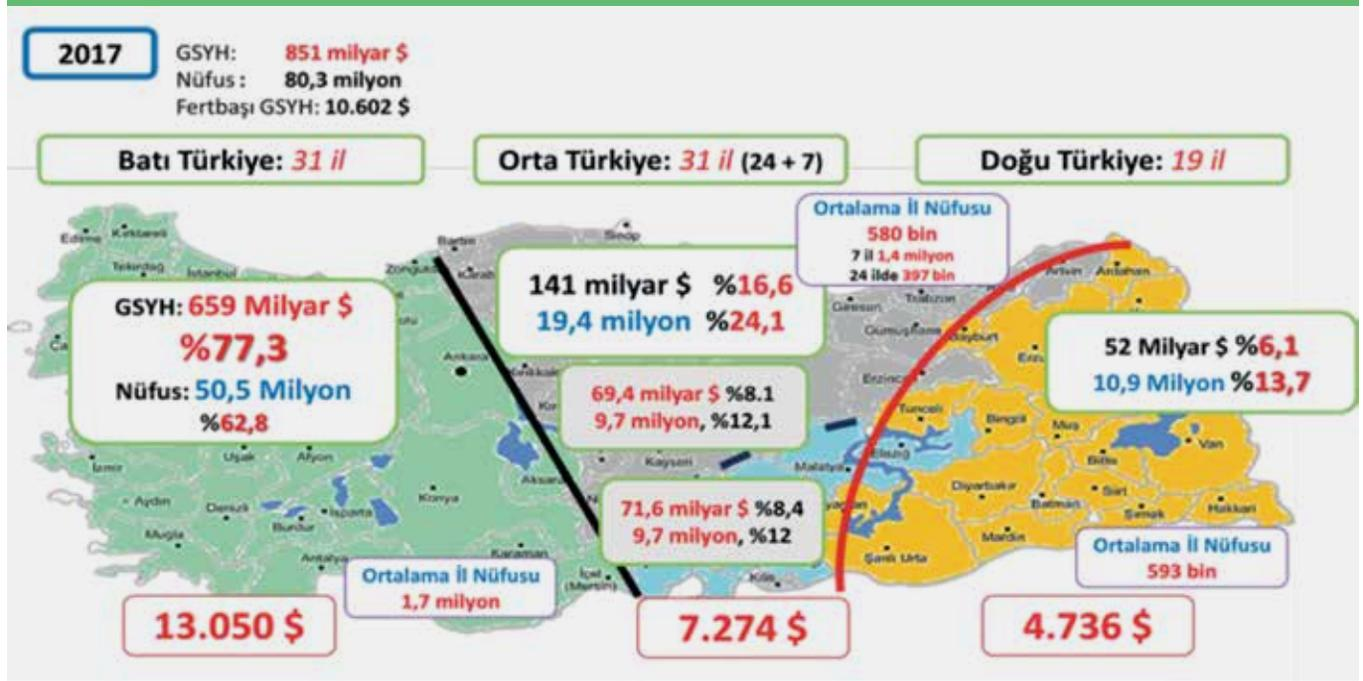 2017
GSYH: 851 milyar $
Nüfus : 80,3 milyon
Fertbaşı GSYH: 10.602 $
Batı Türkiye: 31 il
Orta Türkiye: 31 il (24 + 7)
Doğu Türkiye: 19 il
Ortalama İl Nüfusu
580 bin
7 il 1,4 milyon
24 ilde 397 bin
GSYH: 659 Milyar $
%77,3
Nüfus: 50,5 Milyon
%62,8
141 milyar $ %16,6
19,4 milyon %24,1
69,4 milyar $ %8.1
9,7 milyon, %12,1
71,6 milyar $ %8,4
9,7 milyon, %12
52 Milyar $ %6,1
10,9 Milyon %13,7
Edirne
Kırklareli
Tekirdağ
İstanbul
Bartın
Sinop
Artvin
Ardahan
Trabzon
Giresun
Gümüşhane
Bayburt
Ankara
Erzincan
Tunceli
Bingöl
Muş
Van
Uşak
Afyon
Kayseri
Malatya
Elazığ
Bitlis
İzmir
Aydın
Denizli
Isparta
Burdur
Konya
Diyarbakır
Batman
Siirt
Şırnak
Hakkari
Muğla
Antalya
Karaman
Mardin
Şanlı Urfa
İçel
(Mersin)
Kilis
Ortalama İl Nüfusu
1,7 milyon
Ortalama İl Nüfusu
593 bin
13.050 $
7.274 $
4.736 $